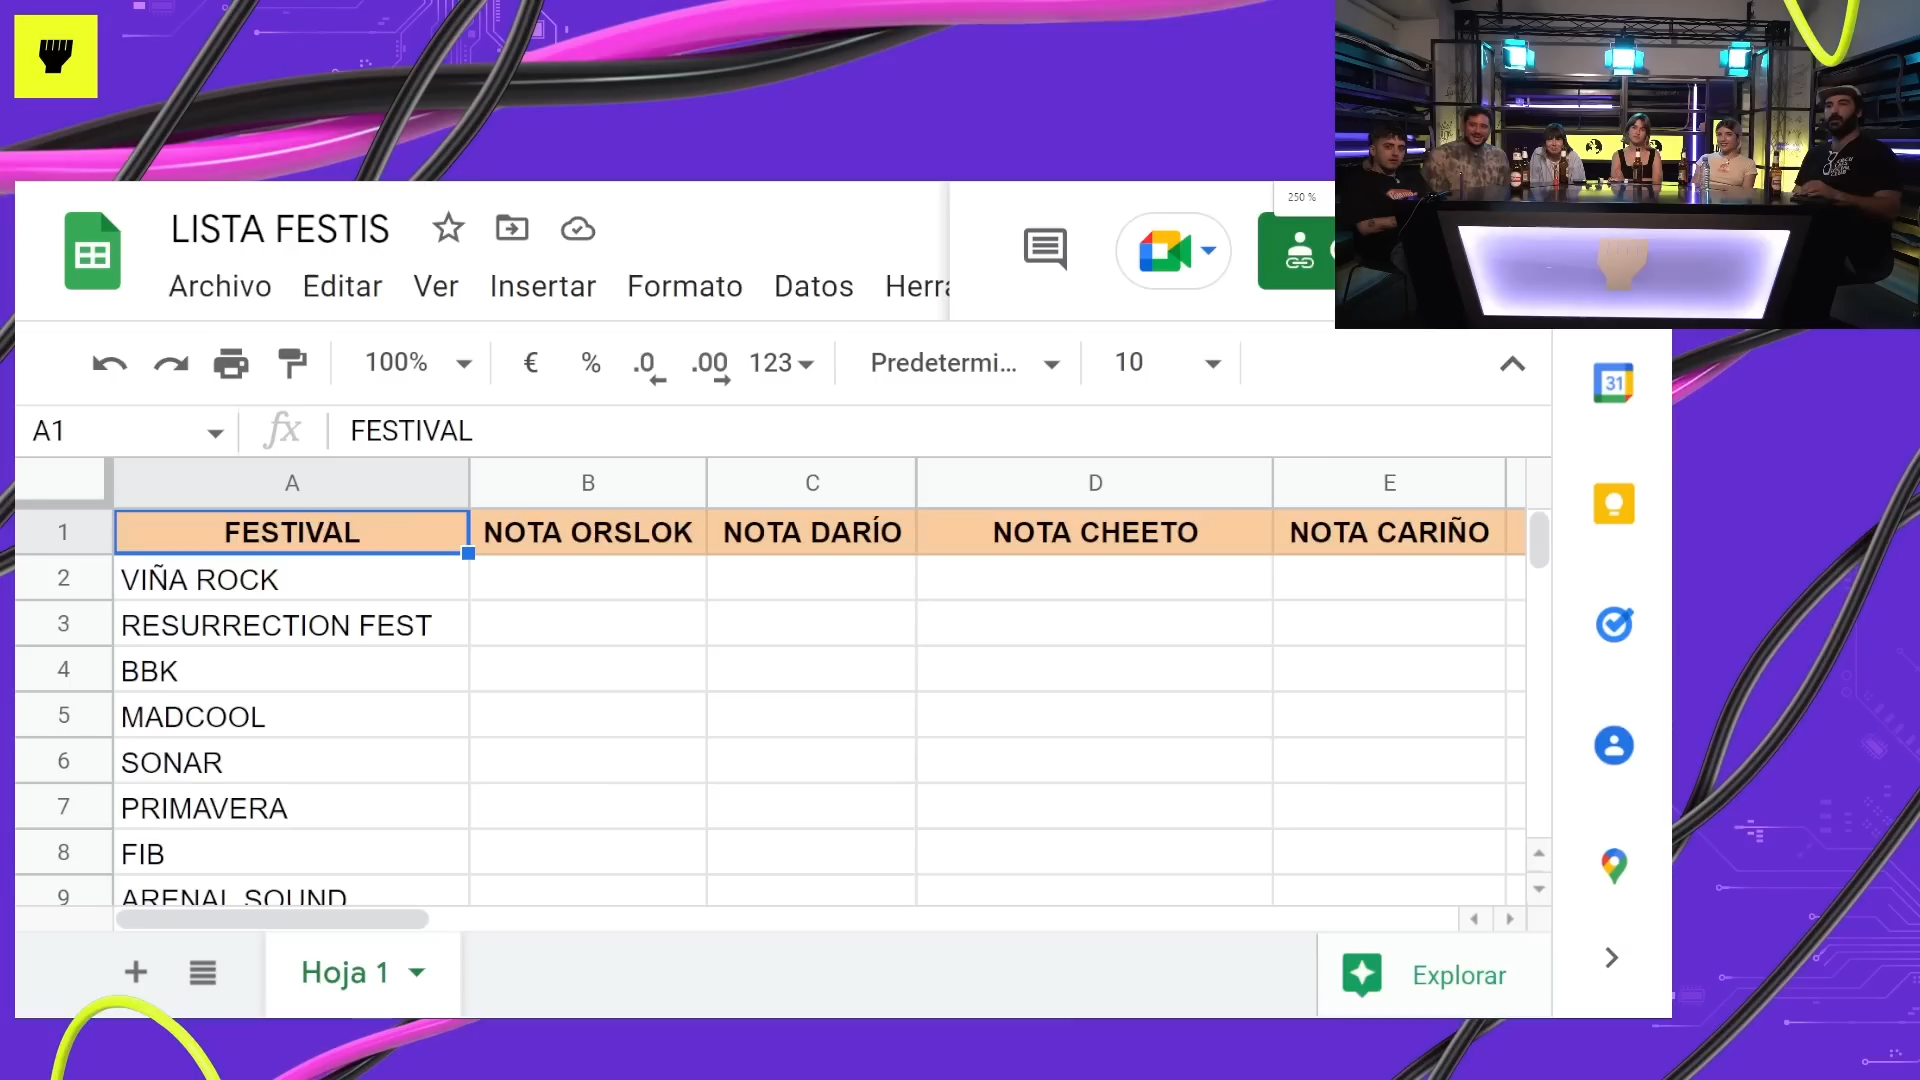 LISTA FESTIS
250 %
Archivo Editar Ver Insertar Formato Datos Herra
100% € % .0 .00 123 Predetermi... 10
31
A1 fx FESTIVAL
A B C D E
1 FESTIVAL NOTA ORSLOK NOTA DARÍO NOTA CHEETO NOTA CARIÑO
2 VIÑA ROCK
3 RESURRECTION FEST
4 BBK
5 MADCOOL
6 SONAR
7 PRIMAVERA
8 FIB
9 ARENAL SOUND
Hoja 1
Explorar